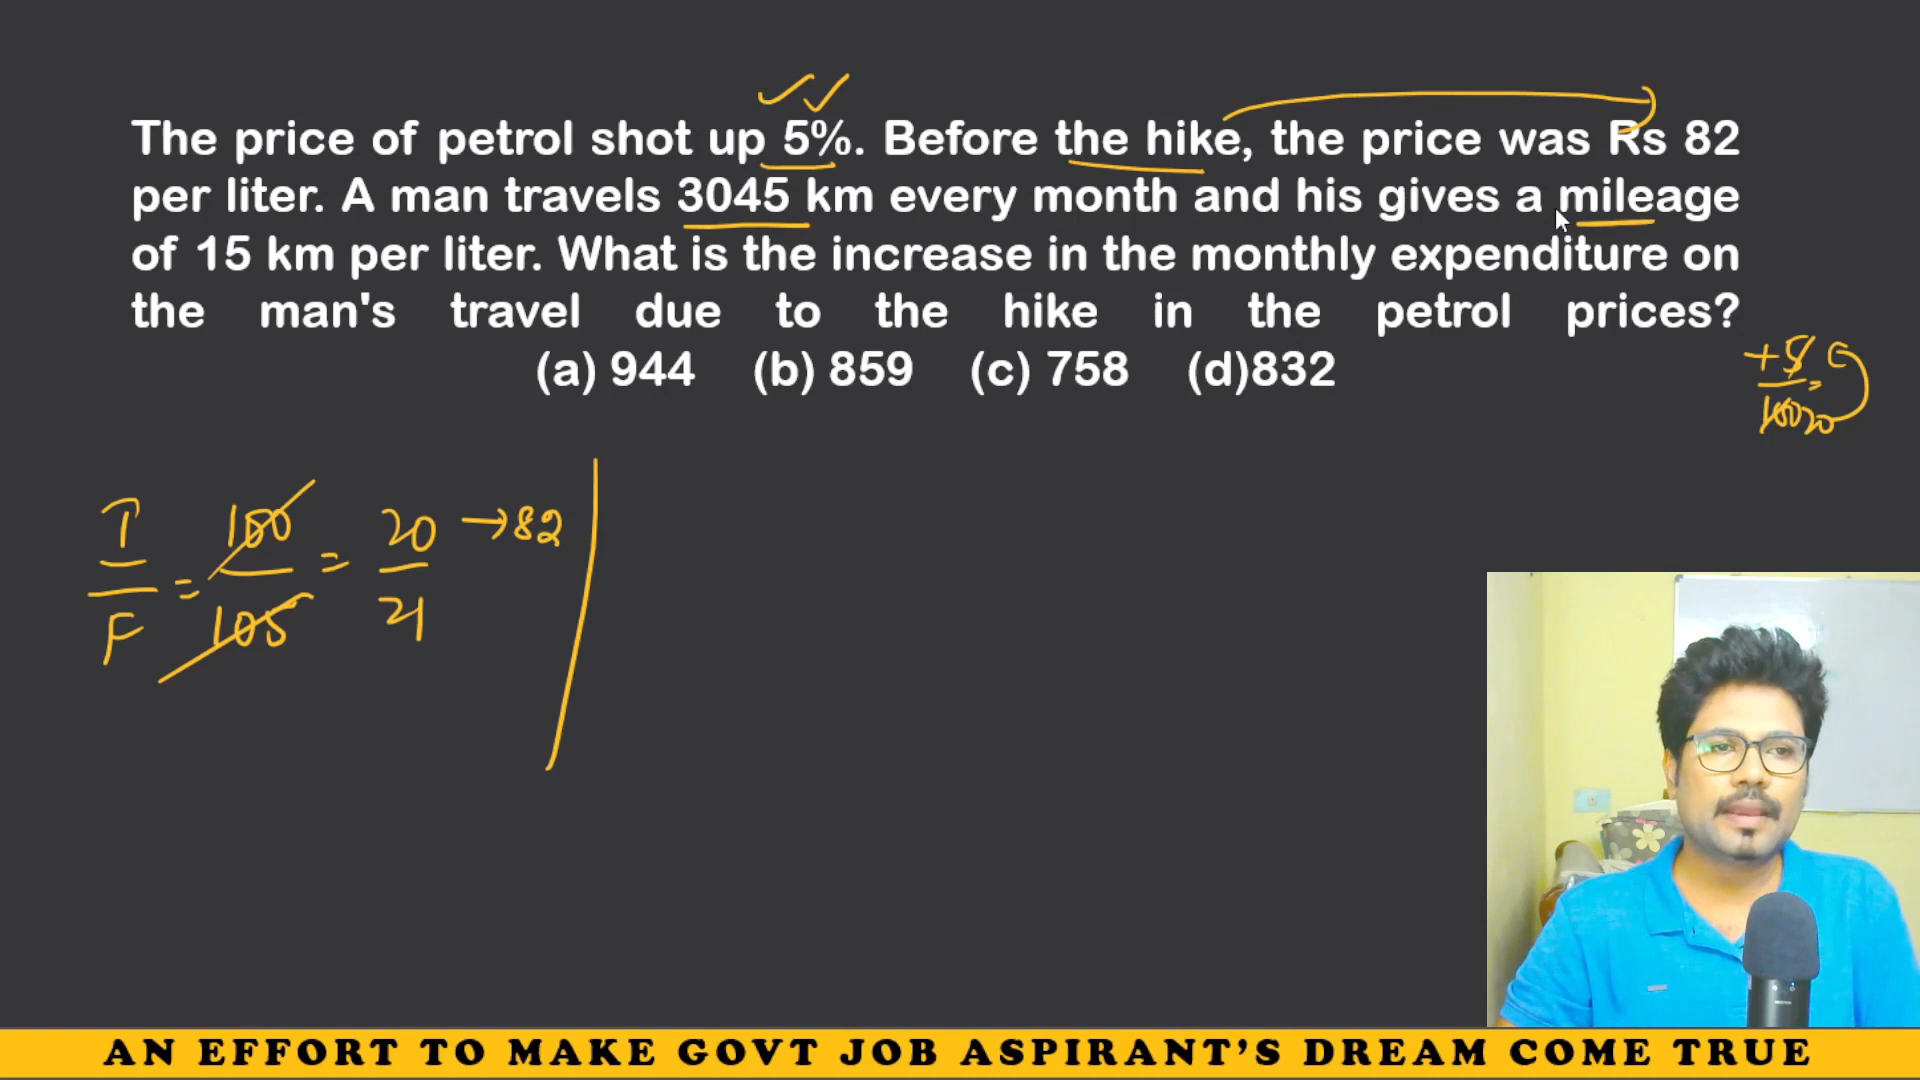 The price of petrol shot up 5%. Before the hike, the price was Rs 82
per liter. A man travels 3045 km every month and his gives a mileage
of 15 km per liter. What is the increase in the monthly expenditure on
the man's travel due to the hike in the petrol prices?
(a) 944 (b) 859 (c) 758 (d)832
+5
100 20
I
F = 100
105 = 20
21 → 82
AN EFFORT TO MAKE GOVT JOB ASPIRANT'S DREAM COME TRUE